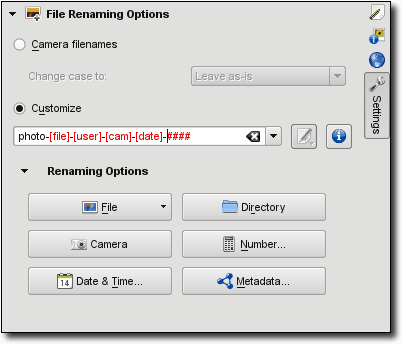 File Renaming Options
Camera filenames
Change case to: Leave as-is
Customize
photo-[file]-[user]-[cam]-[date]-####
Renaming Options
File Directory
Camera Number...
14 Date & Time... Metadata...
Settings